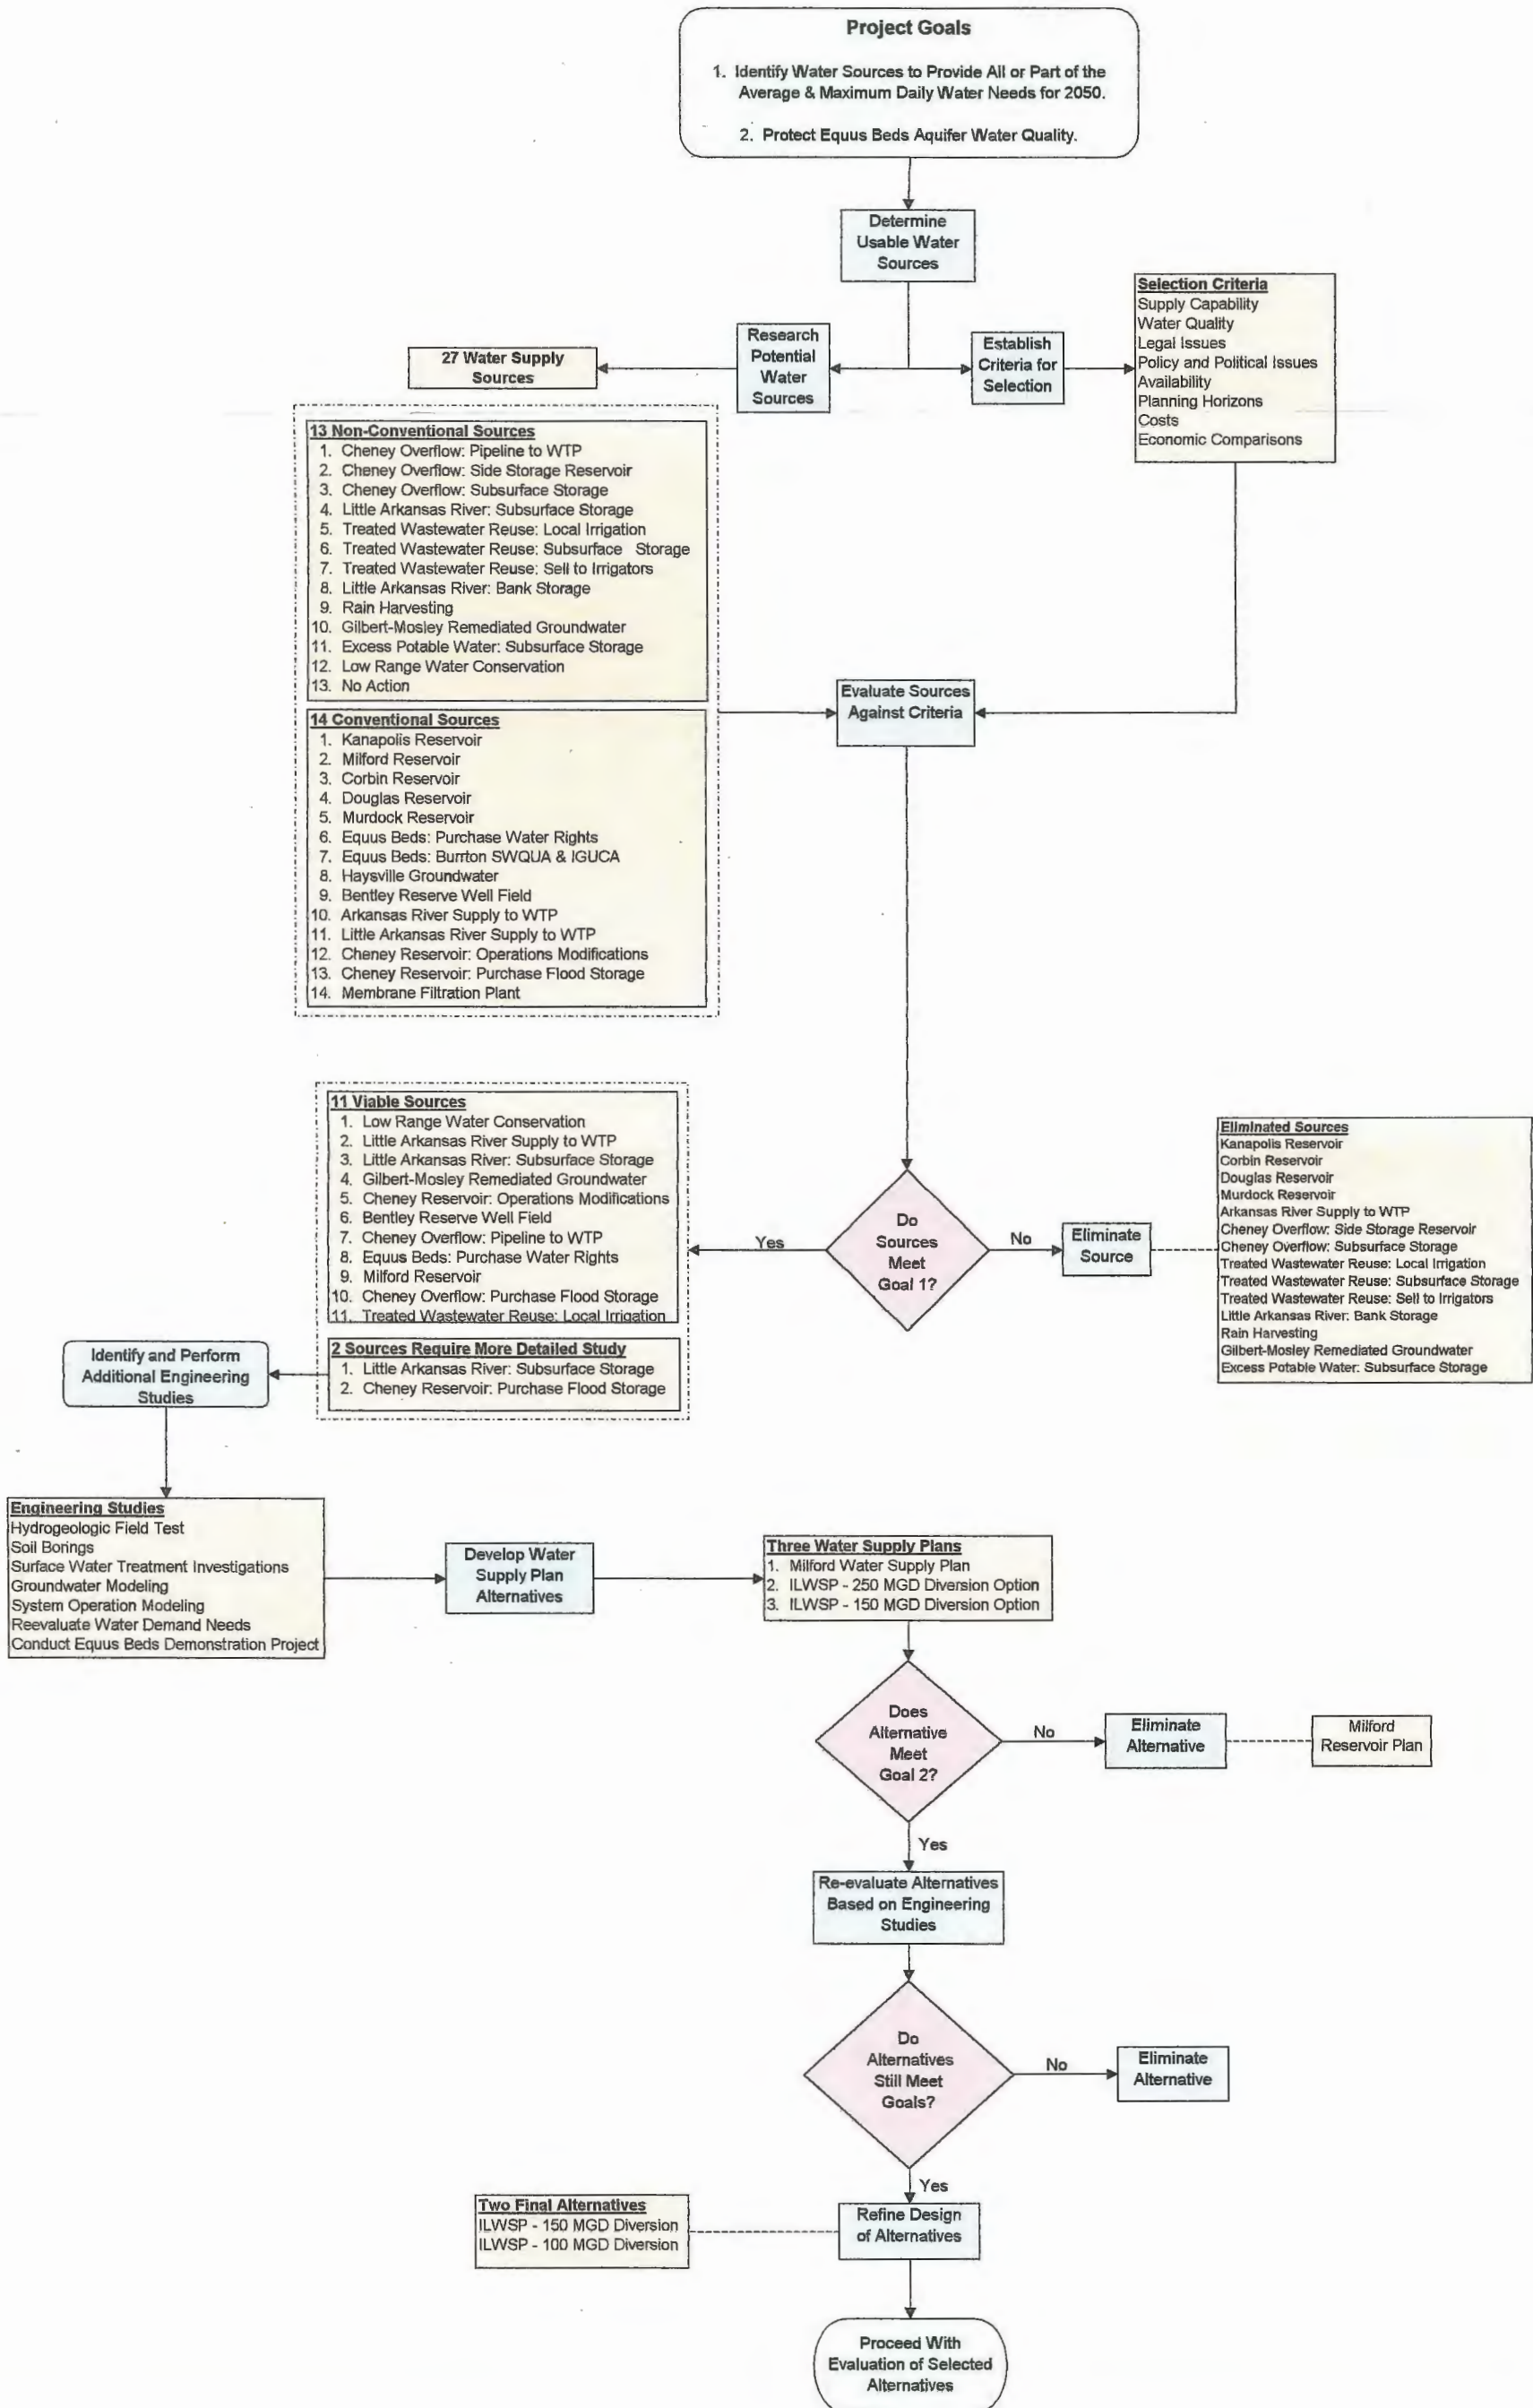 Project Goals
1. Identify Water Sources to Provide All or Part of the
Average & Maximum Daily Water Needs for 2050.
2. Protect Equus Beds Aquifer Water Quality.
Determine
Usable Water
Sources
27 Water Supply
Sources
Research
Potential
Water
Sources
Establish
Criteria for
Selection
Selection Criteria
Supply Capability
Water Quality
Legal Issues
Policy and Political Issues
Availability
Planning Horizons
Costs
Economic Comparisons
13 Non-Conventional Sources
1. Cheney Overflow: Pipeline to WTP
2. Cheney Overflow: Side Storage Reservoir
3. Cheney Overflow: Subsurface Storage
4. Little Arkansas River: Subsurface Storage
5. Treated Wastewater Reuse: Local Irrigation
6. Treated Wastewater Reuse: Subsurface Storage
7. Treated Wastewater Reuse: Sell to Irrigators
8. Little Arkansas River: Bank Storage
9. Rain Harvesting
10. Gilbert-Mosley Remediated Groundwater
11. Excess Potable Water: Subsurface Storage
12. Low Range Water Conservation
13. No Action
14 Conventional Sources
1. Kanapolis Reservoir
2. Milford Reservoir
3. Corbin Reservoir
4. Douglas Reservoir
5. Murdock Reservoir
6. Equus Beds: Purchase Water Rights
7. Equus Beds: Burrton SWQUA & IGUCA
8. Haysville Groundwater
9. Bentley Reserve Well Field
10. Arkansas River Supply to WTP
11. Little Arkansas River Supply to WTP
12. Cheney Reservoir: Operations Modifications
13. Cheney Reservoir: Purchase Flood Storage
14. Membrane Filtration Plant
Evaluate Sources
Against Criteria
11 Viable Sources
1. Low Range Water Conservation
2. Little Arkansas River Supply to WTP
3. Little Arkansas River: Subsurface Storage
4. Gilbert-Mosley Remediated Groundwater
5. Cheney Reservoir: Operations Modifications
6. Bentley Reserve Well Field
7. Cheney Overflow: Pipeline to WTP
8. Equus Beds: Purchase Water Rights
9. Milford Reservoir
10. Cheney Overflow: Purchase Flood Storage
11. Treated Wastewater Reuse: Local Irrigation
2 Sources Require More Detailed Study
1. Little Arkansas River: Subsurface Storage
2. Cheney Reservoir: Purchase Flood Storage
Yes
Do
Sources
Meet
Goal 1?
No
Eliminate
Source
Eliminated Sources
Kanapolis Reservoir
Corbin Reservoir
Douglas Reservoir
Murdock Reservoir
Arkansas River Supply to WTP
Cheney Overflow: Side Storage Reservoir
Cheney Overflow: Subsurface Storage
Treated Wastewater Reuse: Local Irrigation
Treated Wastewater Reuse: Subsurface Storage
Treated Wastewater Reuse: Sell to Irrigators
Little Arkansas River: Bank Storage
Rain Harvesting
Gilbert-Mosley Remediated Groundwater
Excess Potable Water: Subsurface Storage
Identify and Perform
Additional Engineering
Studies
Engineering Studies
Hydrogeologic Field Test
Soil Borings
Surface Water Treatment Investigations
Groundwater Modeling
System Operation Modeling
Reevaluate Water Demand Needs
Conduct Equus Beds Demonstration Project
Develop Water
Supply Plan
Alternatives
Three Water Supply Plans
1. Milford Water Supply Plan
2. ILWSP - 250 MGD Diversion Option
3. ILWSP - 150 MGD Diversion Option
Does
Alternative
Meet
Goal 2?
No
Eliminate
Alternative
Milford
Reservoir Plan
Yes
Re-evaluate Alternatives
Based on Engineering
Studies
Do
Alternatives
Still Meet
Goals?
No
Eliminate
Alternative
Yes
Two Final Alternatives
ILWSP - 150 MGD Diversion
ILWSP - 100 MGD Diversion
Refine Design
of Alternatives
Proceed With
Evaluation of Selected
Alternatives